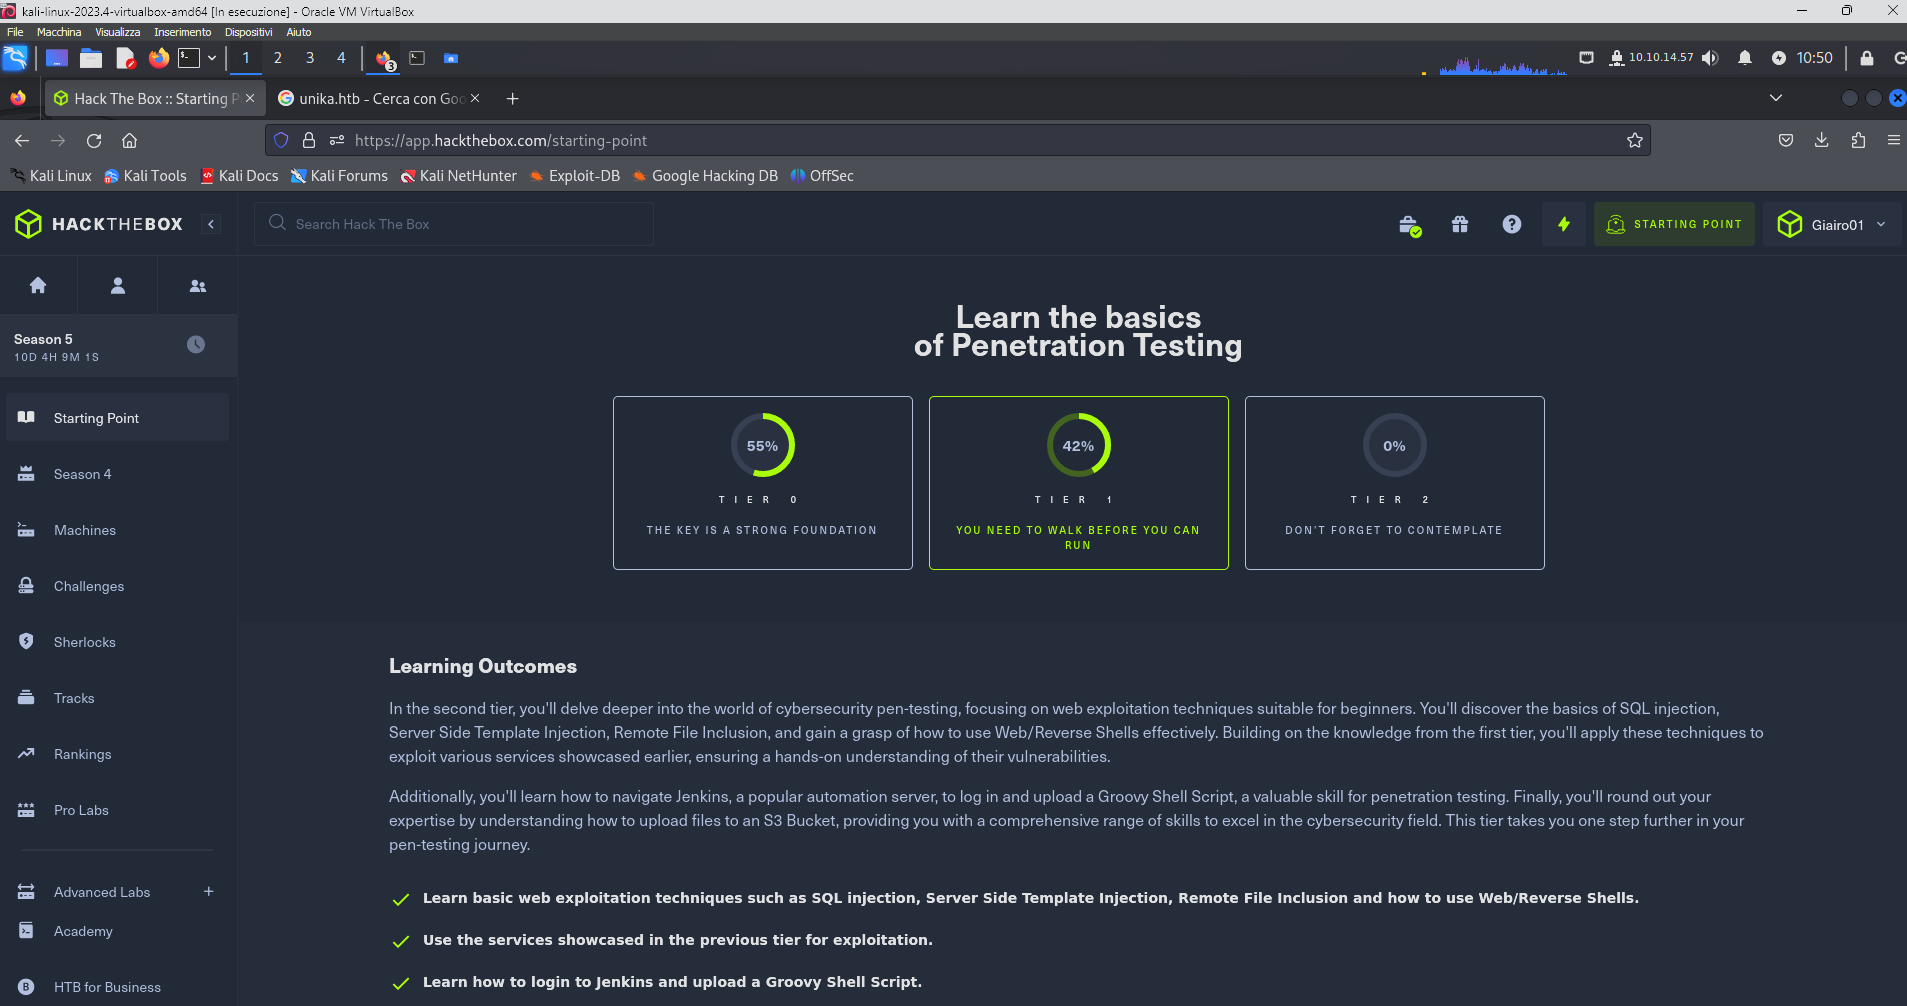 kali-linux-2023.4-virtualbox-amd64 [In esecuzione] - Oracle VM VirtualBox
File Macchina Visualizza Inserimento Dispositivi Aiuto
1 2 3 4 3 10.10.14.57 10:50
Hack The Box :: Starting P unika.htb - Cerca con Goo
https://app.hackthebox.com/starting-point
Kali Linux Kali Tools Kali Docs Kali Forums Kali NetHunter Exploit-DB Google Hacking DB OffSec
HACKTHEBOX Search Hack The Box STARTING POINT Giairo01
Season 5
10D 4H 9M 1S
Starting Point
Season 4
Machines
Challenges
Sherlocks
Tracks
Rankings
Pro Labs
Advanced Labs +
Academy
HTB for Business
Learn the basics
of Penetration Testing
55%
TIER 0
THE KEY IS A STRONG FOUNDATION
42%
TIER 1
YOU NEED TO WALK BEFORE YOU CAN
RUN
0%
TIER 2
DON'T FORGET TO CONTEMPLATE
Learning Outcomes
In the second tier, you'll delve deeper into the world of cybersecurity pen-testing, focusing on web exploitation techniques suitable for beginners. You'll discover the basics of SQL injection,
Server Side Template Injection, Remote File Inclusion, and gain a grasp of how to use Web/Reverse Shells effectively. Building on the knowledge from the first tier, you'll apply these techniques to
exploit various services showcased earlier, ensuring a hands-on understanding of their vulnerabilities.
Additionally, you'll learn how to navigate Jenkins, a popular automation server, to log in and upload a Groovy Shell Script, a valuable skill for penetration testing. Finally, you'll round out your
expertise by understanding how to upload files to an S3 Bucket, providing you with a comprehensive range of skills to excel in the cybersecurity field. This tier takes you one step further in your
pen-testing journey.
Learn basic web exploitation techniques such as SQL injection, Server Side Template Injection, Remote File Inclusion and how to use Web/Reverse Shells.
Use the services showcased in the previous tier for exploitation.
Learn how to login to Jenkins and upload a Groovy Shell Script.